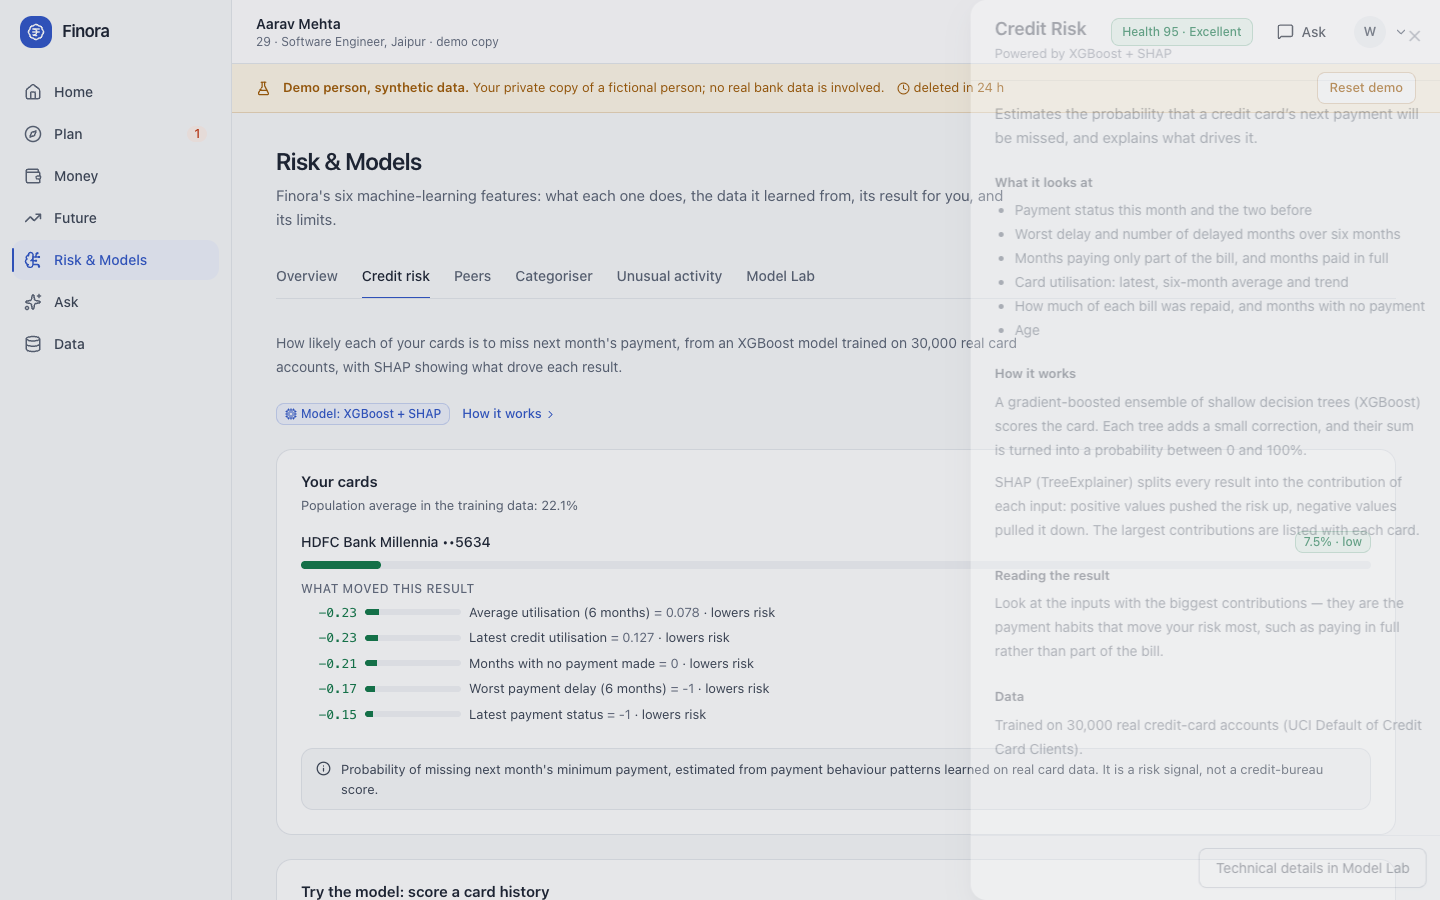 Finora
Home
Plan
1
Money
Future
Risk & Models
Ask
Data
Aarav Mehta
29 · Software Engineer, Jaipur · demo copy
Health 95 · Excellent
Ask
W
Demo person, synthetic data. Your private copy of a fictional person; no real bank data is involved.
deleted in 24 h
Reset demo
Risk & Models
Finora's six machine-learning features: what each one does, the data it learned from, its result for you, and
its limits.
Overview
Credit risk
Peers
Categoriser
Unusual activity
Model Lab
How likely each of your cards is to miss next month's payment, from an XGBoost model trained on 30,000 real card
accounts, with SHAP showing what drove each result.
Model: XGBoost + SHAP
How it works
Your cards
Population average in the training data: 22.1%
HDFC Bank Millennia ••5634
7.5% · low
WHAT MOVED THIS RESULT
−0.23 Average utilisation (6 months) = 0.078 · lowers risk
−0.23 Latest credit utilisation = 0.127 · lowers risk
−0.21 Months with no payment made = 0 · lowers risk
−0.17 Worst payment delay (6 months) = -1 · lowers risk
−0.15 Latest payment status = -1 · lowers risk
Probability of missing next month's minimum payment, estimated from payment behaviour patterns learned on real card data. It is a risk signal, not a credit-bureau
score.
Try the model: score a card history
Credit Risk
Powered by XGBoost + SHAP
Estimates the probability that a credit card's next payment will
be missed, and explains what drives it.
What it looks at
Payment status this month and the two before
Worst delay and number of delayed months over six months
Months paying only part of the bill, and months paid in full
Card utilisation: latest, six-month average and trend
How much of each bill was repaid, and months with no payment
Age
How it works
A gradient-boosted ensemble of shallow decision trees (XGBoost)
scores the card. Each tree adds a small correction, and their sum
is turned into a probability between 0 and 100%.
SHAP (TreeExplainer) splits every result into the contribution of
each input: positive values pushed the risk up, negative values
pulled it down. The largest contributions are listed with each card.
Reading the result
Look at the inputs with the biggest contributions — they are the
payment habits that move your risk most, such as paying in full
rather than part of the bill.
Data
Trained on 30,000 real credit-card accounts (UCI Default of Credit
Card Clients).
Technical details in Model Lab